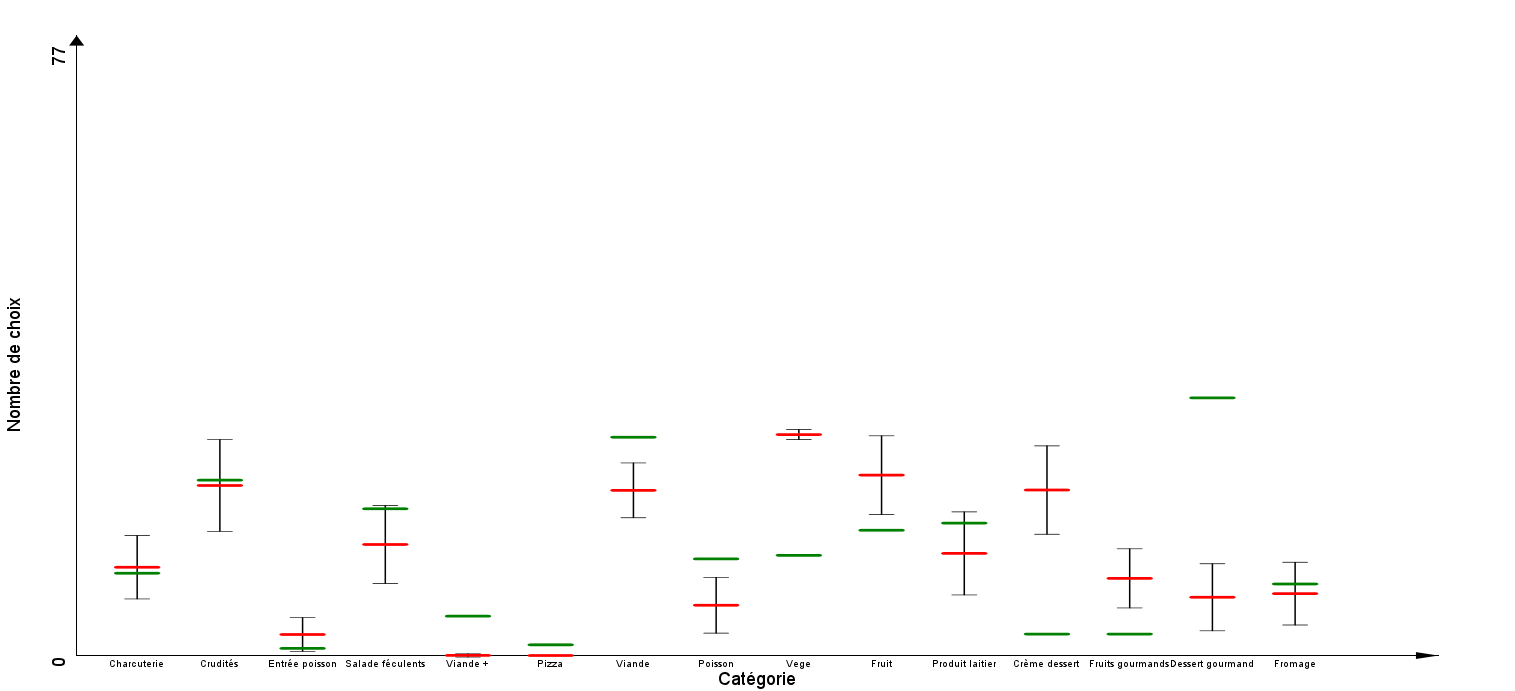 77
Nombre de choix
0
Charcuterie Crudités Entrée poisson Salade féculents Viande + Pizza Viande Poisson Vege Fruit Produit laitier Crème dessert Fruits gourmands Dessert gourmand Fromage
Catégorie